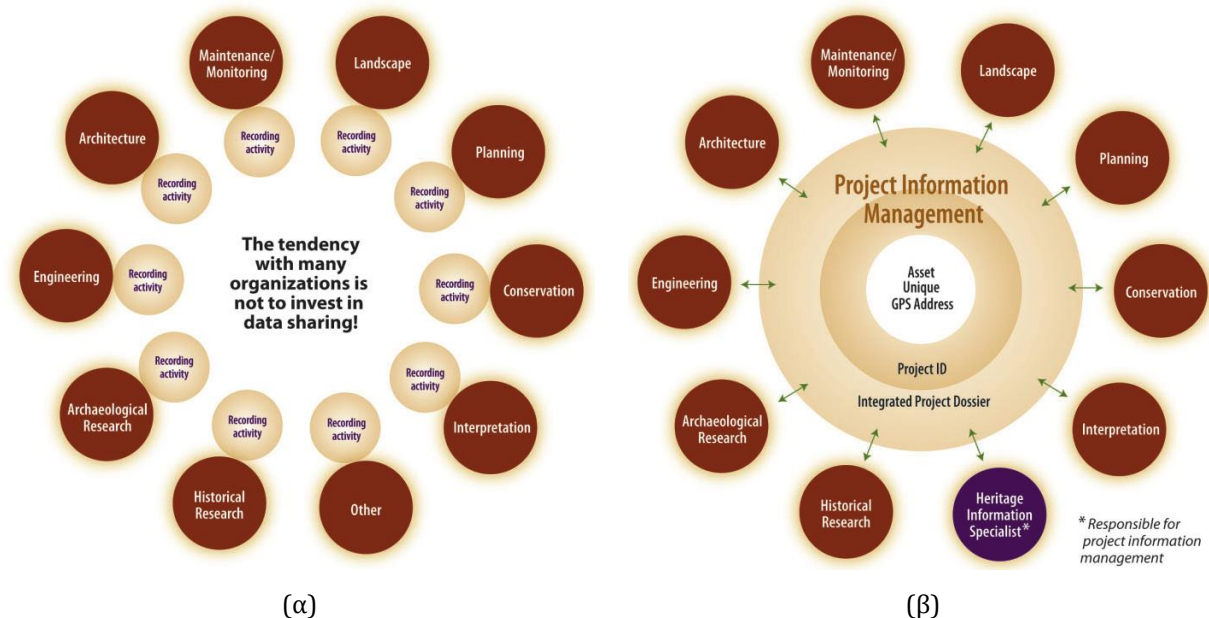 Maintenance/
Monitoring
Landscape
Recording
activity
Recording
activity
Architecture
Recording
activity
Planning
Recording
activity
Engineering
Recording
activity
The tendency
with many
organizations is
not to invest in
data sharing!
Recording
activity
Conservation
Archaeological
Research
Recording
activity
Recording
activity
Interpretation
Historical
Research
Recording
activity
Recording
activity
Other
(α)
Maintenance/
Monitoring
Landscape
Architecture
Planning
Project Information
Management
Engineering
Asset
Unique
GPS Address
Conservation
Project ID
Integrated Project Dossier
Archaeological
Research
Interpretation
Historical
Research
Heritage
Information
Specialist*
* Responsible for
project information
management
(β)